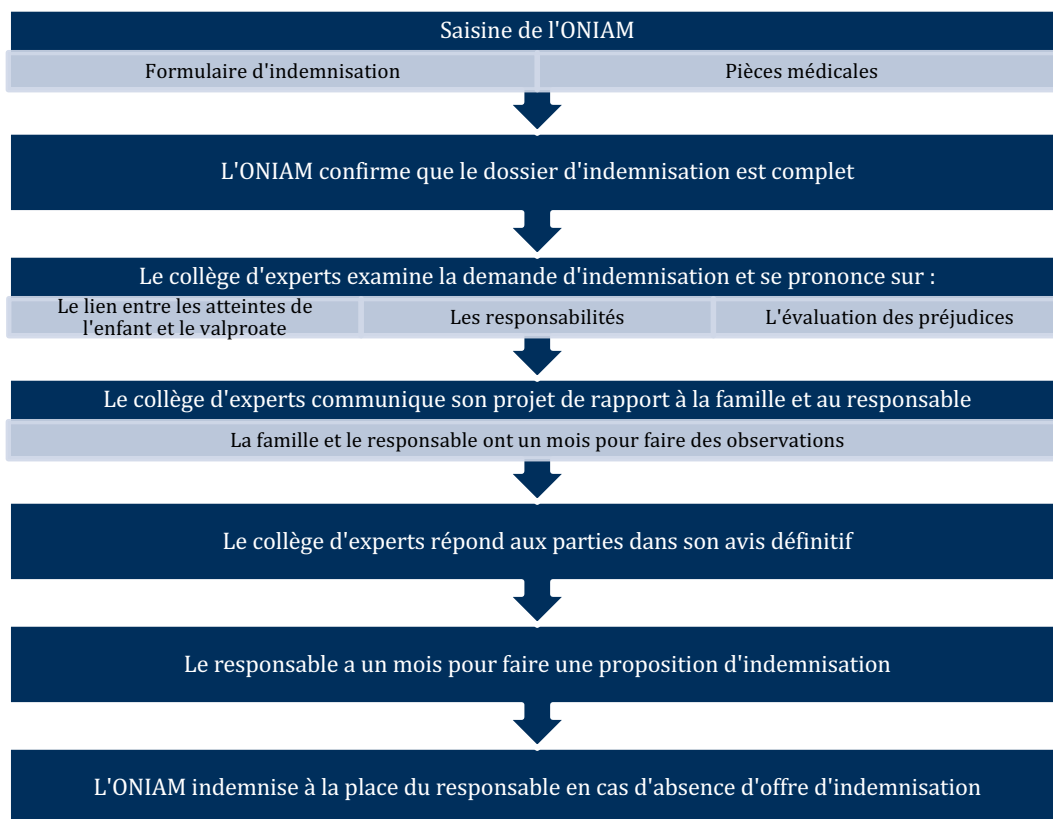 Saisine de l'ONIAM
Formulaire d'indemnisation
Pièces médicales
L'ONIAM confirme que le dossier d'indemnisation est complet
Le collège d'experts examine la demande d'indemnisation et se prononce sur :
Le lien entre les atteintes de
l'enfant et le valproate
Les responsabilités
L'évaluation des préjudices
Le collège d'experts communique son projet de rapport à la famille et au responsable
La famille et le responsable ont un mois pour faire des observations
Le collège d'experts répond aux parties dans son avis définitif
Le responsable a un mois pour faire une proposition d'indemnisation
L'ONIAM indemnise à la place du responsable en cas d'absence d'offre d'indemnisation